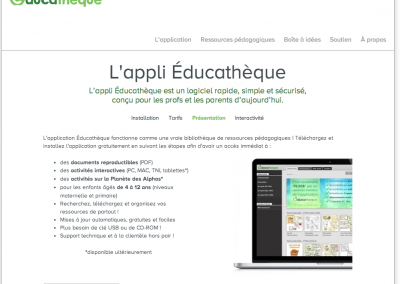 Éducathèque
L'application   Ressources pédagogiques   Boîte à idées   Soutien   À propos
L'appli Éducathèque
L'appli Éducathèque est un logiciel rapide, simple et sécurisé,
conçu pour les profs et les parents d'aujourd'hui.
Installation   Tarifs   Présentation   Interactivité
L'application Éducathèque fonctionne comme une vraie bibliothèque de ressources pédagogiques ! Téléchargez et
installez l'application gratuitement en suivant les étapes afin d'avoir un accès immédiat à :
• des documents reproductibles (PDF)
• des activités interactives (PC, MAC, TNI, tablettes*)
• des activités sur le Planète des Alphas*
• pour les enfants âgés de 4 à 12 ans (niveaux
maternelle et primaire)
• Recherchez, téléchargez et organisez vos
ressources de partout !
• Mises à jour automatiques, gratuites et faciles
• Plus besoin de clé USB ou de CD-ROM !
• Support technique et à la clientèle hors pair !
*disponible ultérieurement